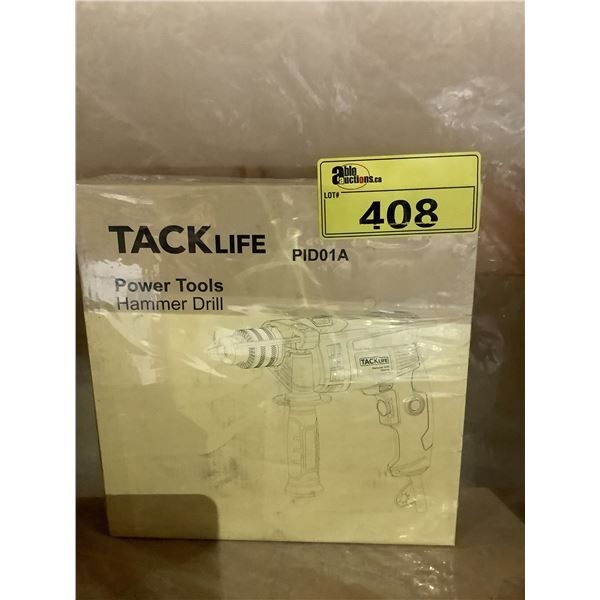 able
auctions.ca
LOT#
408
TACKLIFE
PID01A
Power Tools
Hammer Drill
TACKLIFE